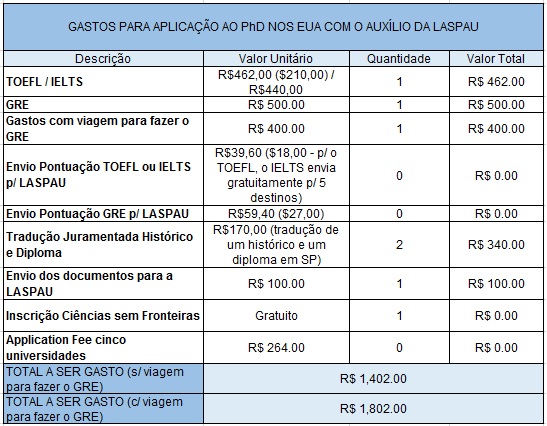 GASTOS PARA APLICAÇÃO AO PhD NOS EUA COM O AUXÍLIO DA LASPAU
Descrição Valor Unitário Quantidade Valor Total
TOEFL / IELTS R$462,00 ($210,00) / R$440,00 1 R$ 462.00
GRE R$ 500.00 1 R$ 500.00
Gastos com viagem para fazer o GRE R$ 400.00 1 R$ 400.00
Envio Pontuação TOEFL ou IELTS p/ LASPAU R$39,60 ($18,00 - p/ o TOEFL, o IELTS envia gratuitamente p/ 5 destinos) 0 R$ 0.00
Envio Pontuação GRE p/ LASPAU R$59,40 ($27,00) 0 R$ 0.00
Tradução Juramentada Histórico e Diploma R$170,00 (tradução de um histórico e um diploma em SP) 2 R$ 340.00
Envio dos documentos para a LASPAU R$ 100.00 1 R$ 100.00
Inscrição Ciências sem Fronteiras Gratuito 1 R$ 0.00
Application Fee cinco universidades R$ 264.00 0 R$ 0.00
TOTAL A SER GASTO (s/ viagem para fazer o GRE) R$ 1,402.00
TOTAL A SER GASTO (c/ viagem para fazer o GRE) R$ 1,802.00